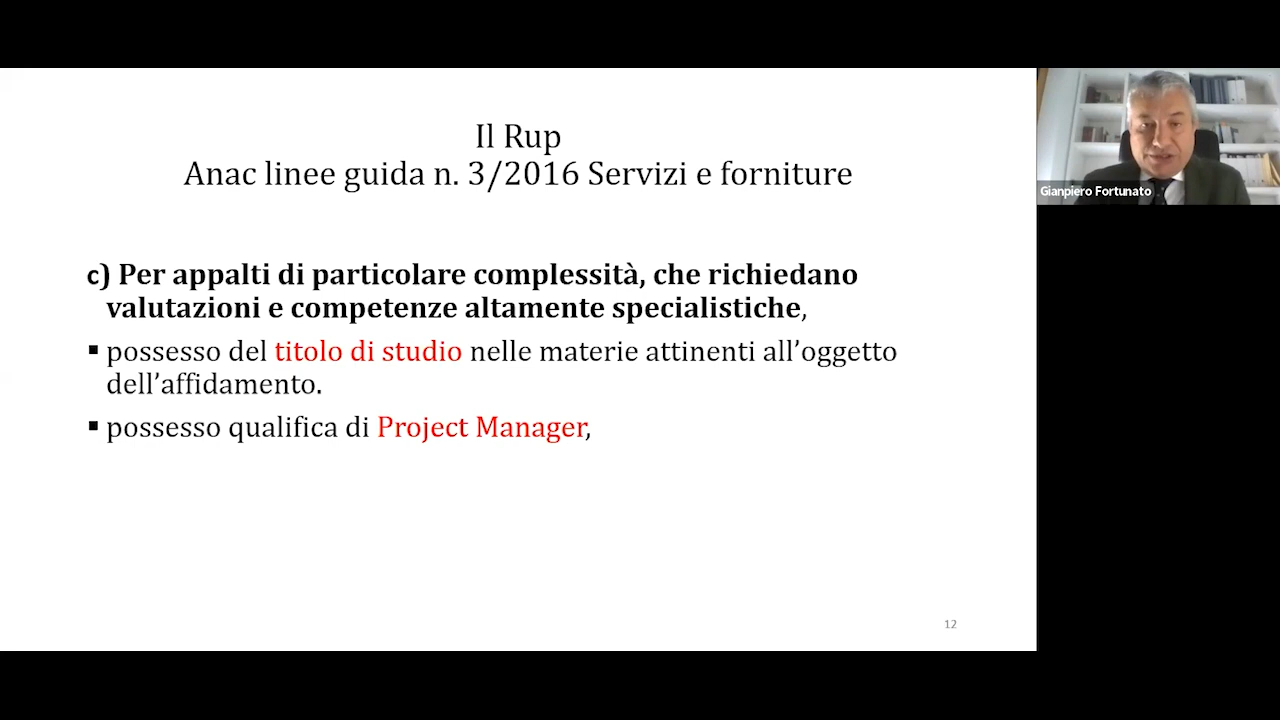 Il Rup
Anac linee guida n. 3/2016 Servizi e forniture
c) Per appalti di particolare complessità, che richiedano
valutazioni e competenze altamente specialistiche,
▪ possesso del titolo di studio nelle materie attinenti all’oggetto
dell’affidamento.
▪ possesso qualifica di Project Manager,
12
Gianpiero Fortunato